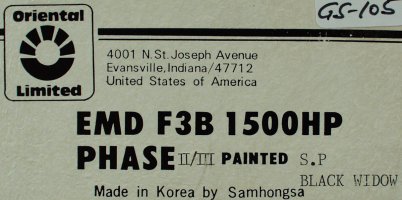 Oriental
Limited
GS-105
4001 N. St. Joseph Avenue
Evansville, Indiana/47712
United States of America
EMD F3B 1500HP
PHASE II/III PAINTED S.P
BLACK WIDOW
Made in Korea by Samhongsa